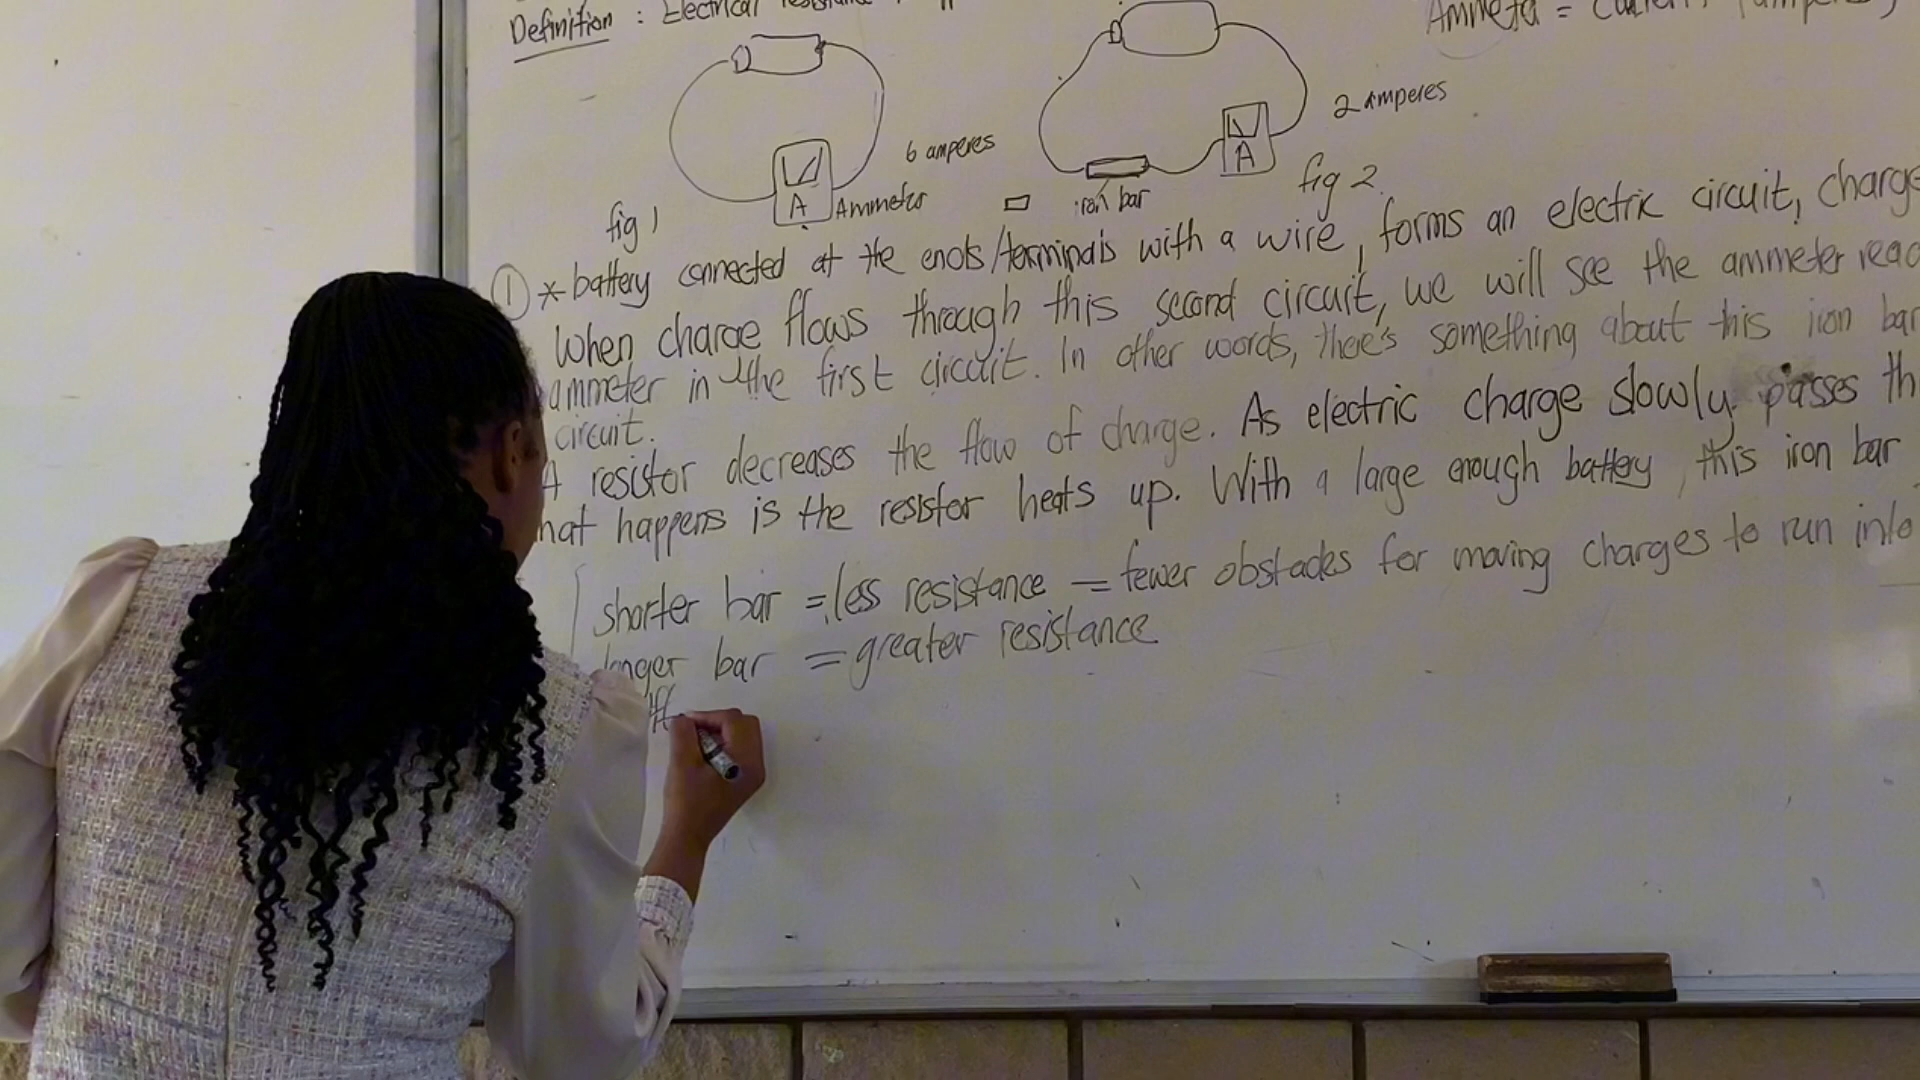 Definition : Electrical resistance
Ammeter = Current (amperes)
6 amperes
2 amperes
A
Ammeter
A
iron bar
fig 1
fig 2
① * battery connected at the ends/terminals with a wire, forms an electric circuit, charge
When charge flows through this second circuit, we will see the ammeter read
ammeter in the first circuit. In other words, there's something about this iron bar
circuit.
A resistor decreases the flow of charge. As electric charge slowly passes th
hat happens is the resistor heats up. With a large enough battery, this iron bar
shorter bar = less resistance = fewer obstacles for moving charges to run into
longer bar = greater resistance